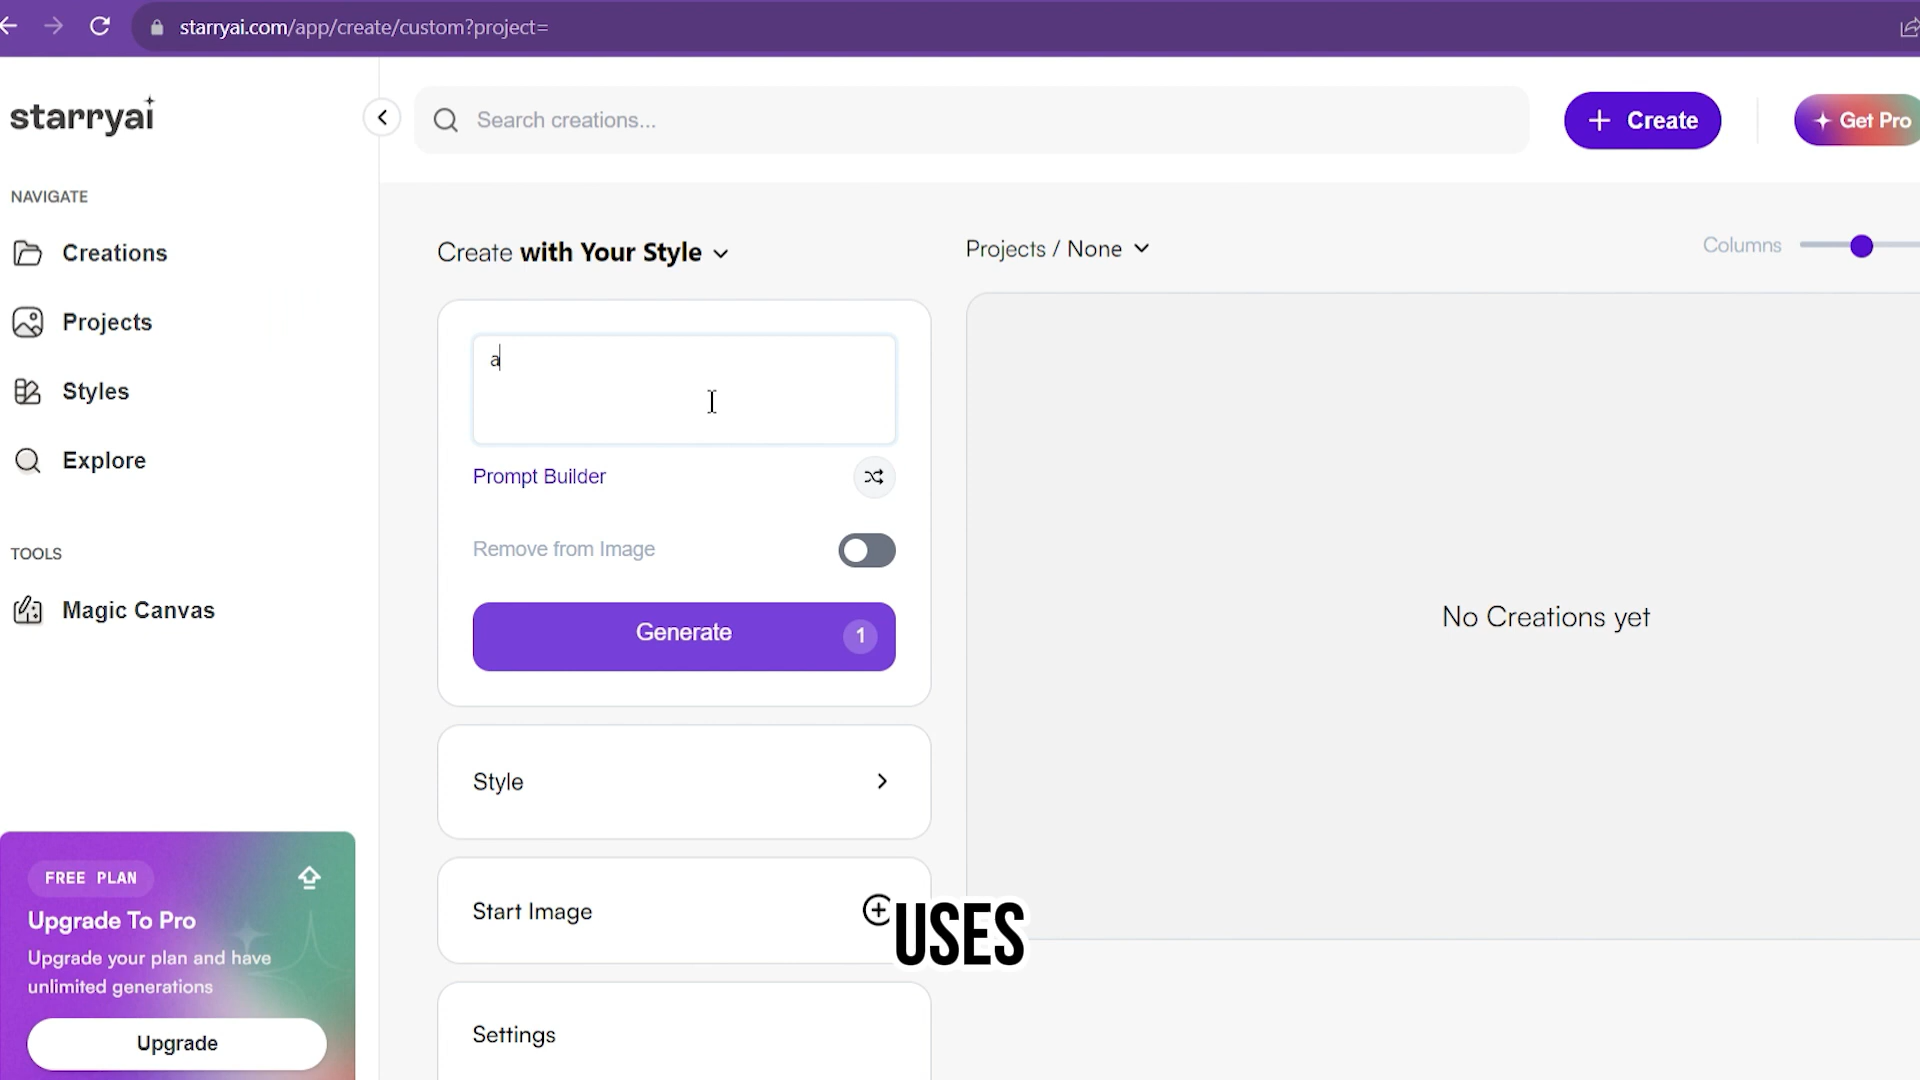 starryai.com/app/create/custom?project=
starryai
Search creations...
Create
Get Pro
NAVIGATE
Creations
Projects
Styles
Explore
TOOLS
Magic Canvas
FREE PLAN
Upgrade To Pro
Upgrade your plan and have
unlimited generations
Upgrade
Create with Your Style
a
Prompt Builder
Remove from Image
Generate 1
Style
Start Image
Settings
Projects / None
Columns
No Creations yet
USES